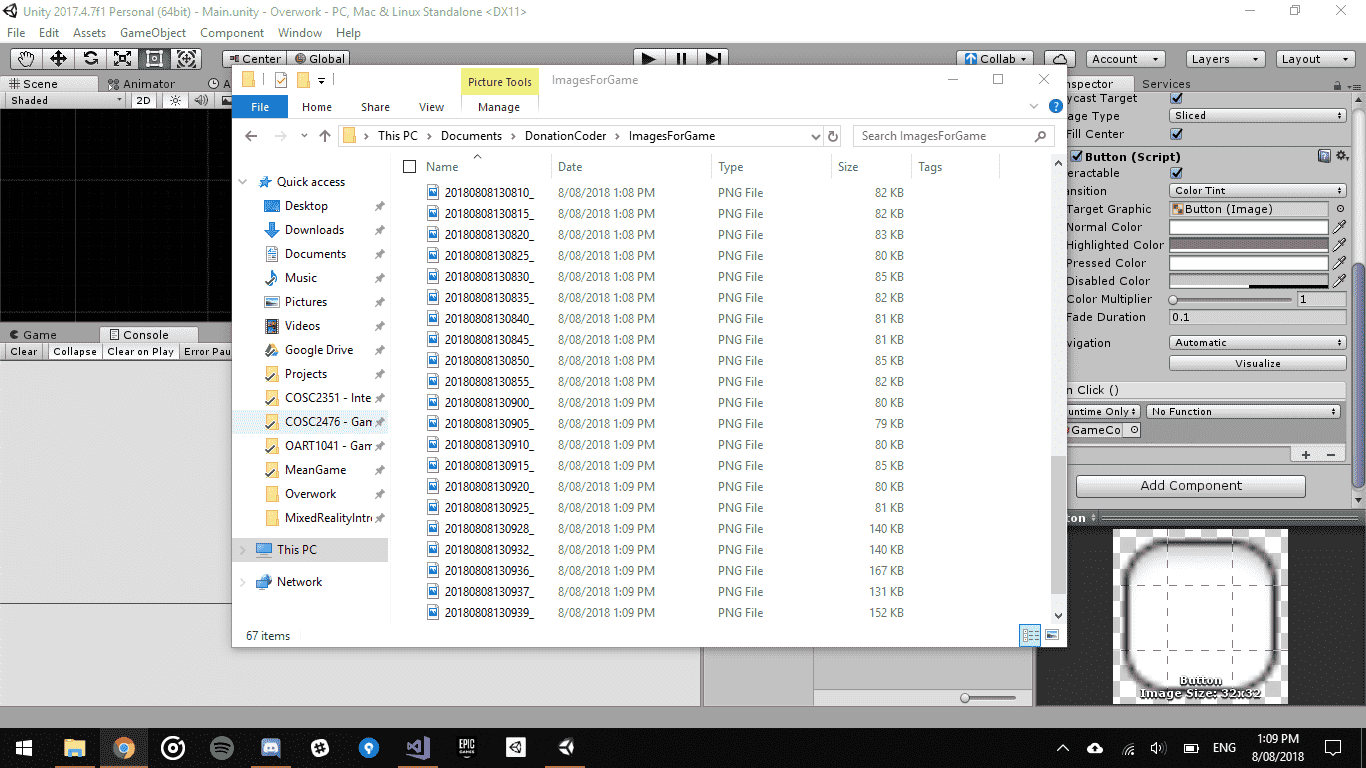 Unity 2017.4.7f1 Personal (64bit) - Main.unity - Overwork - PC, Mac & Linux Standalone <DX11>
File Edit Assets GameObject Component Window Help
Center Global Collab Account Layers Layout
Scene Animator
Shaded 2D
Game Console
Clear Collapse Clear on Play Error Pau
Picture Tools ImagesForGame
File Home Share View Manage
This PC Documents DonationCoder ImagesForGame Search ImagesForGame
Quick access
Desktop
Downloads
Documents
Music
Pictures
Videos
Google Drive
Projects
COSC2351 - Inte
COSC2476 - Gam
OART1041 - Gam
MeanGame
Overwork
MixedRealityIntr
This PC
Network
67 items
Name Date Type Size Tags
20180808130810_ 8/08/2018 1:08 PM PNG File 82 KB
20180808130815_ 8/08/2018 1:08 PM PNG File 82 KB
20180808130820_ 8/08/2018 1:08 PM PNG File 83 KB
20180808130825_ 8/08/2018 1:08 PM PNG File 80 KB
20180808130830_ 8/08/2018 1:08 PM PNG File 85 KB
20180808130835_ 8/08/2018 1:08 PM PNG File 82 KB
20180808130840_ 8/08/2018 1:08 PM PNG File 81 KB
20180808130845_ 8/08/2018 1:08 PM PNG File 81 KB
20180808130850_ 8/08/2018 1:08 PM PNG File 85 KB
20180808130855_ 8/08/2018 1:08 PM PNG File 82 KB
20180808130900_ 8/08/2018 1:09 PM PNG File 80 KB
20180808130905_ 8/08/2018 1:09 PM PNG File 79 KB
20180808130910_ 8/08/2018 1:09 PM PNG File 80 KB
20180808130915_ 8/08/2018 1:09 PM PNG File 85 KB
20180808130920_ 8/08/2018 1:09 PM PNG File 80 KB
20180808130925_ 8/08/2018 1:09 PM PNG File 81 KB
20180808130928_ 8/08/2018 1:09 PM PNG File 140 KB
20180808130932_ 8/08/2018 1:09 PM PNG File 140 KB
20180808130936_ 8/08/2018 1:09 PM PNG File 167 KB
20180808130937_ 8/08/2018 1:09 PM PNG File 131 KB
20180808130939_ 8/08/2018 1:09 PM PNG File 152 KB
nspector Services
ycast Target
age Type Sliced
Fill Center
Button (Script)
eractable
nsition Color Tint
Target Graphic Button (Image)
Normal Color
Highlighted Color
Pressed Color
Disabled Color
Color Multiplier 1
Fade Duration 0.1
vigation Automatic
Visualize
n Click ()
untime Only No Function
GameCo
Add Component
ton
Button
Image Size: 32x32
EPIC GAMES
ENG
1:09 PM
8/08/2018